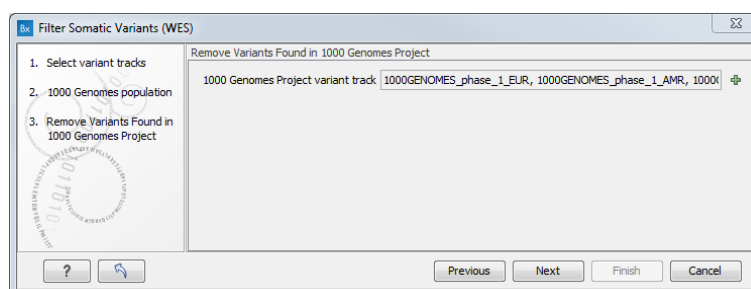 Bx Filter Somatic Variants (WES)
1. Select variant tracks
2. 1000 Genomes population
3. Remove Variants Found in
1000 Genomes Project
Remove Variants Found in 1000 Genomes Project
1000 Genomes Project variant track 1000GENOMES_phase_1_EUR, 1000GENOMES_phase_1_AMR, 1000(
? Previous Next Finish Cancel